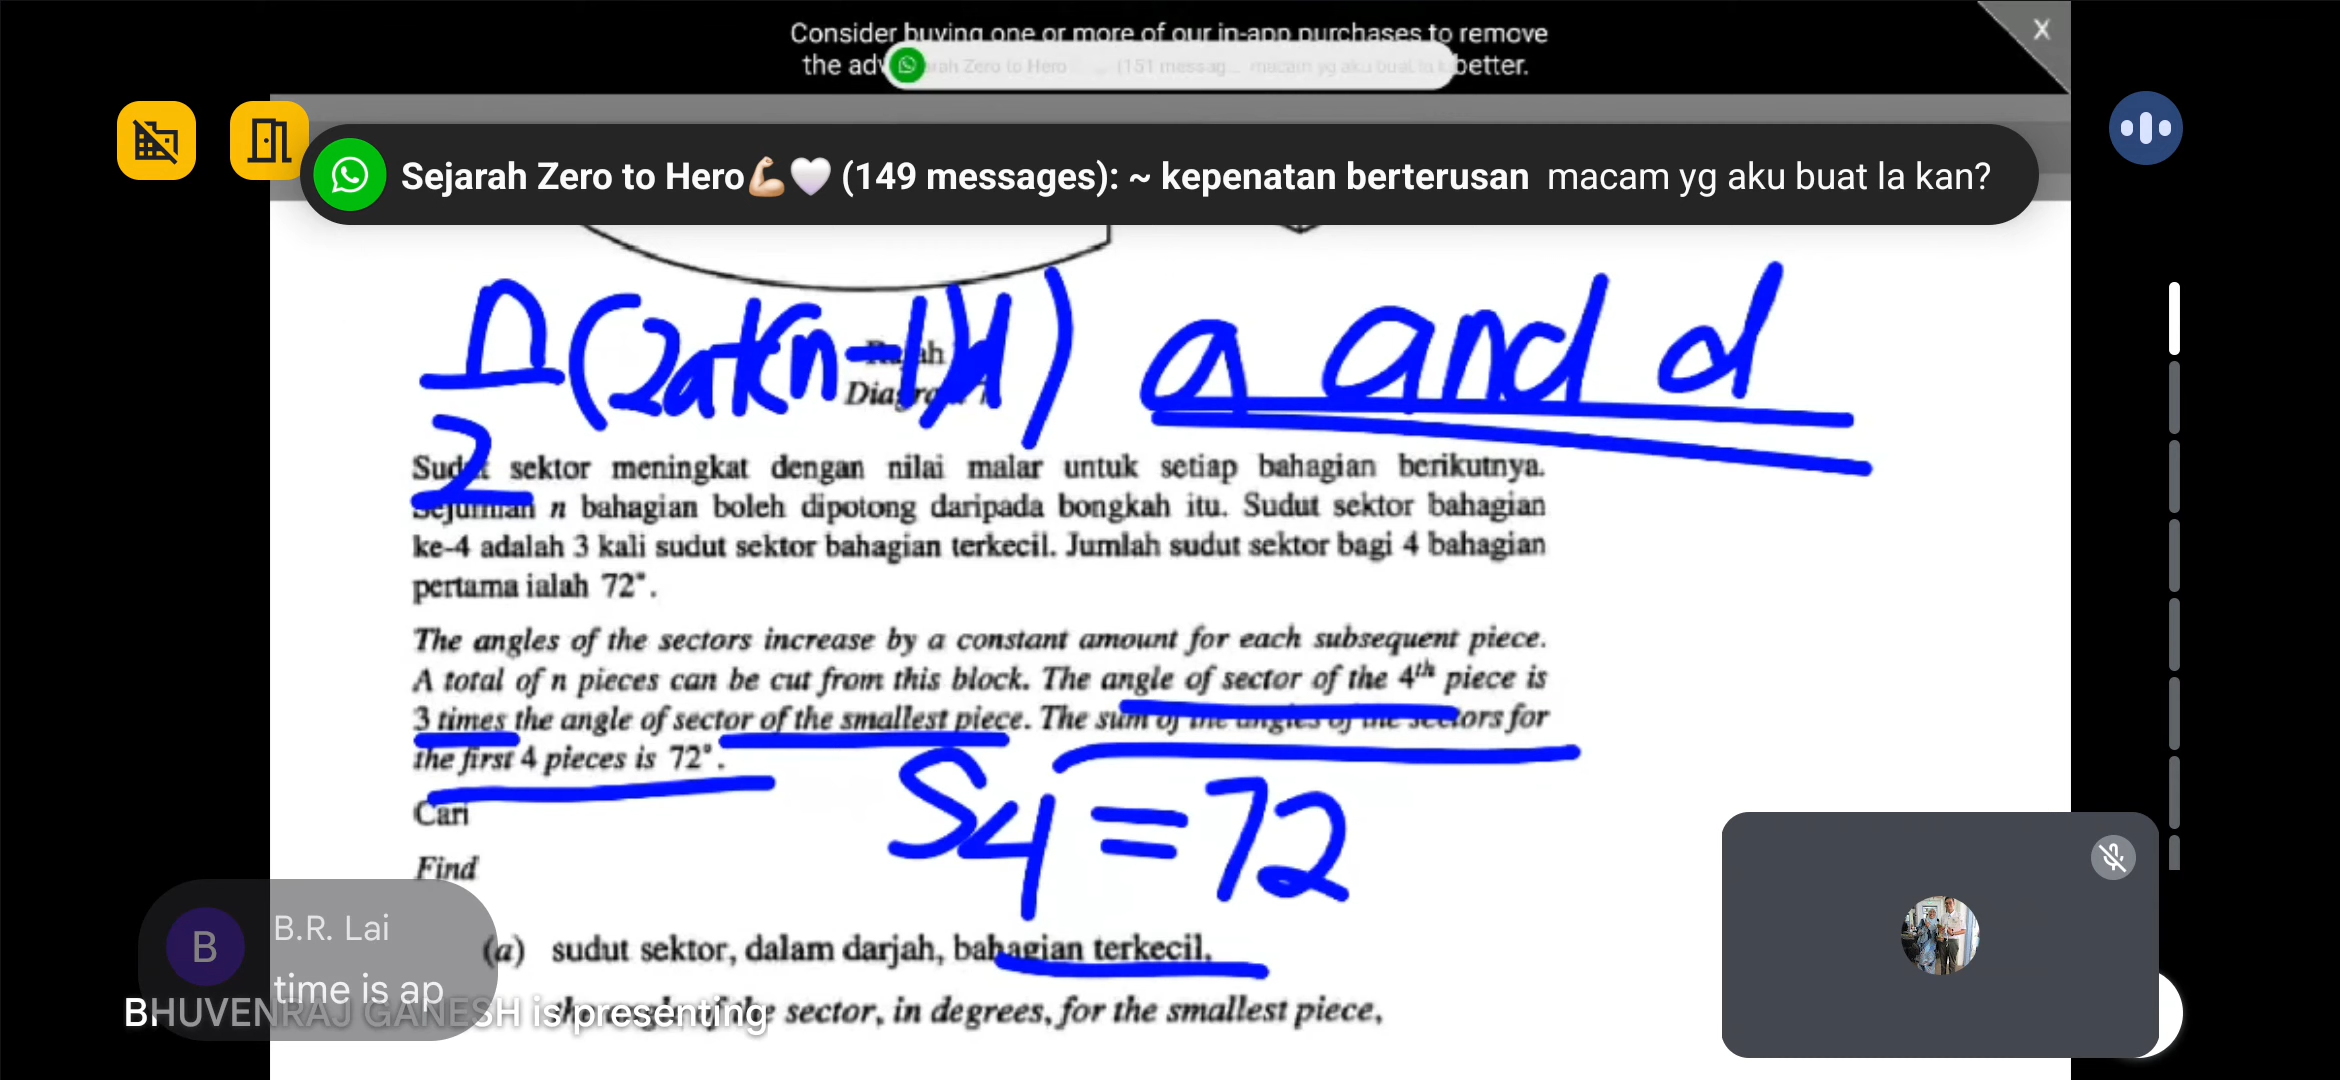 Consider buying one or more of our in-app purchases to remove
the adv better.
Sejarah Zero to Hero💪🏻🤍 (149 messages): ~ kepenatan berterusan macam yg aku buat la kan?
n/2 (2a+(n-1)d) a and d
Sudut sektor meningkat dengan nilai malar untuk setiap bahagian berikutnya.
Sejumlah n bahagian boleh dipotong daripada bongkah itu. Sudut sektor bahagian
ke-4 adalah 3 kali sudut sektor bahagian terkecil. Jumlah sudut sektor bagi 4 bahagian
pertama ialah 72°.
The angles of the sectors increase by a constant amount for each subsequent piece.
A total of n pieces can be cut from this block. The angle of sector of the 4th piece is
3 times the angle of sector of the smallest piece. The sum of the angles of the sectors for
the first 4 pieces is 72°.
S4 = 72
Cari
Find
(a) sudut sektor, dalam darjah, bahagian terkecil,
sector, in degrees, for the smallest piece,
B
B.R. Lai
time is ap
BHUVENRAJ GANESH is presenting